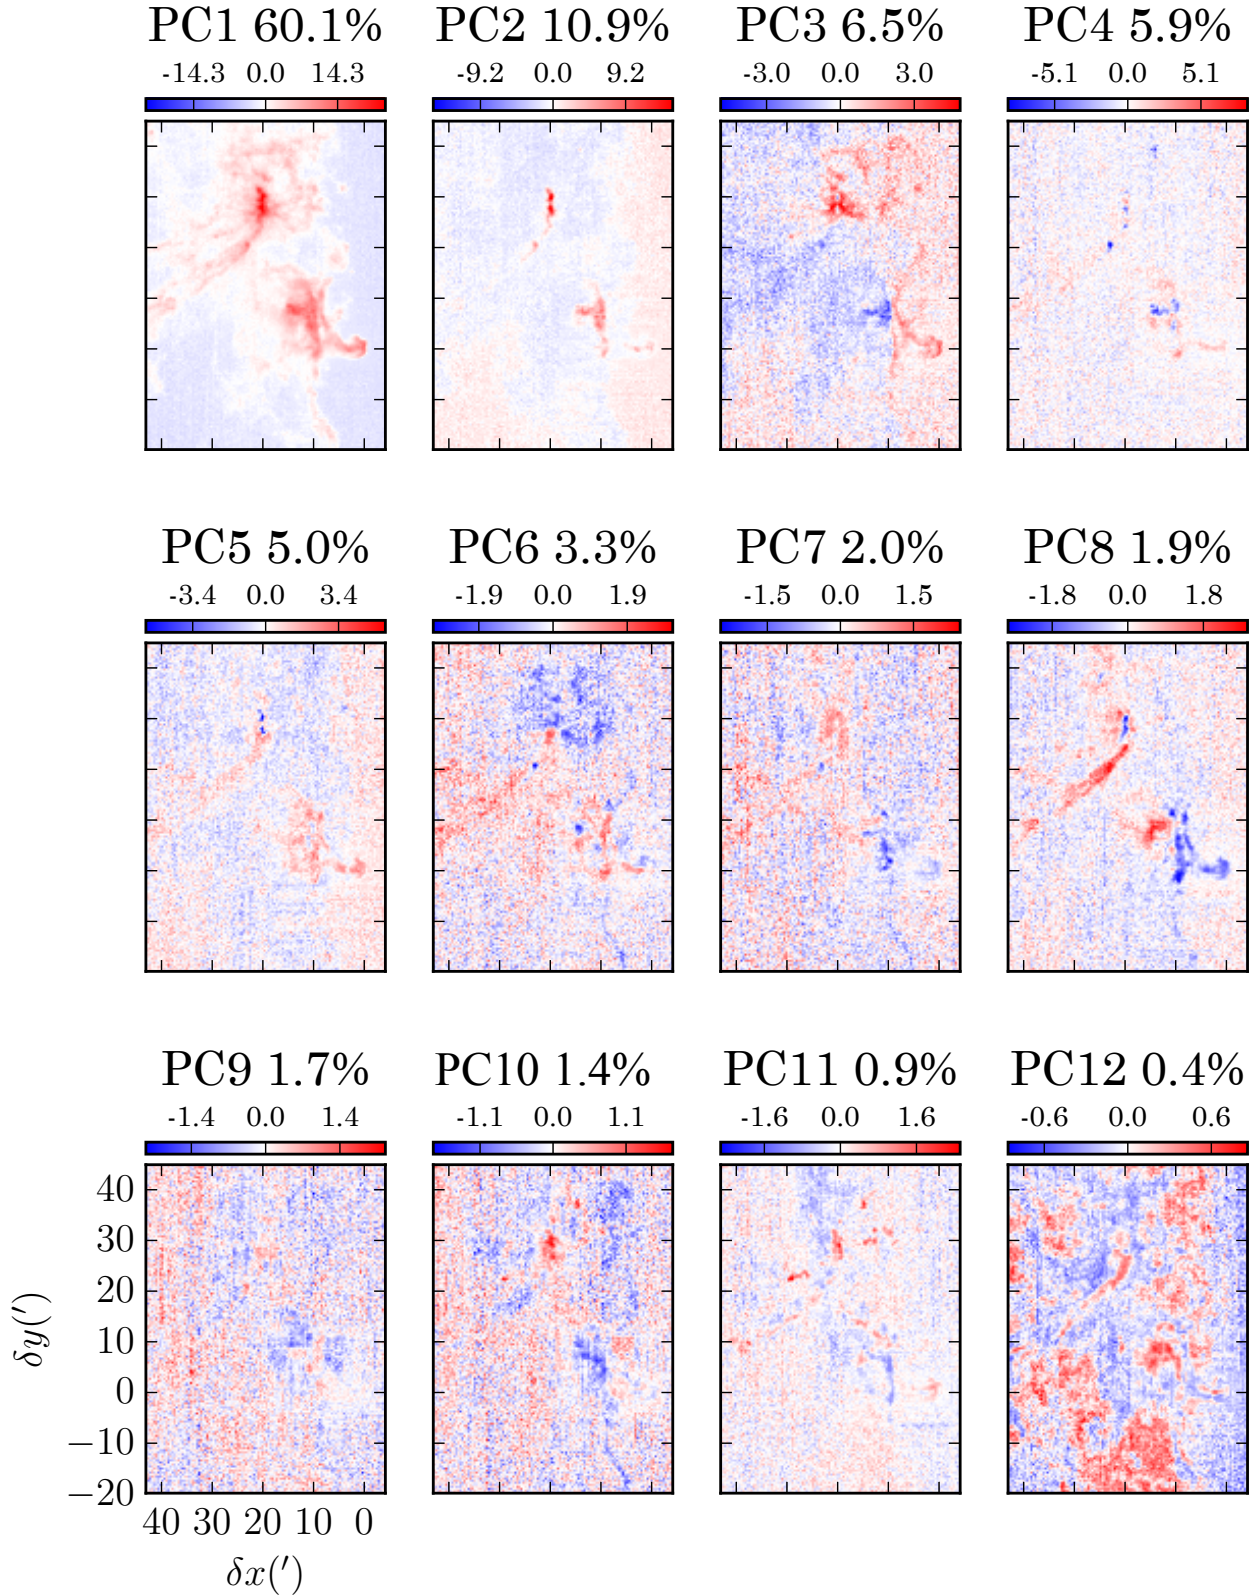 PC1 60.1% PC2 10.9% PC3 6.5% PC4 5.9%
-14.3 0.0 14.3 -9.2 0.0 9.2 -3.0 0.0 3.0 -5.1 0.0 5.1
PC5 5.0% PC6 3.3% PC7 2.0% PC8 1.9%
-3.4 0.0 3.4 -1.9 0.0 1.9 -1.5 0.0 1.5 -1.8 0.0 1.8
PC9 1.7% PC10 1.4% PC11 0.9% PC12 0.4%
-1.4 0.0 1.4 -1.1 0.0 1.1 -1.6 0.0 1.6 -0.6 0.0 0.6
40
30
20
10
0
−10
−20
δy(′)
40 30 20 10 0
δx(′)